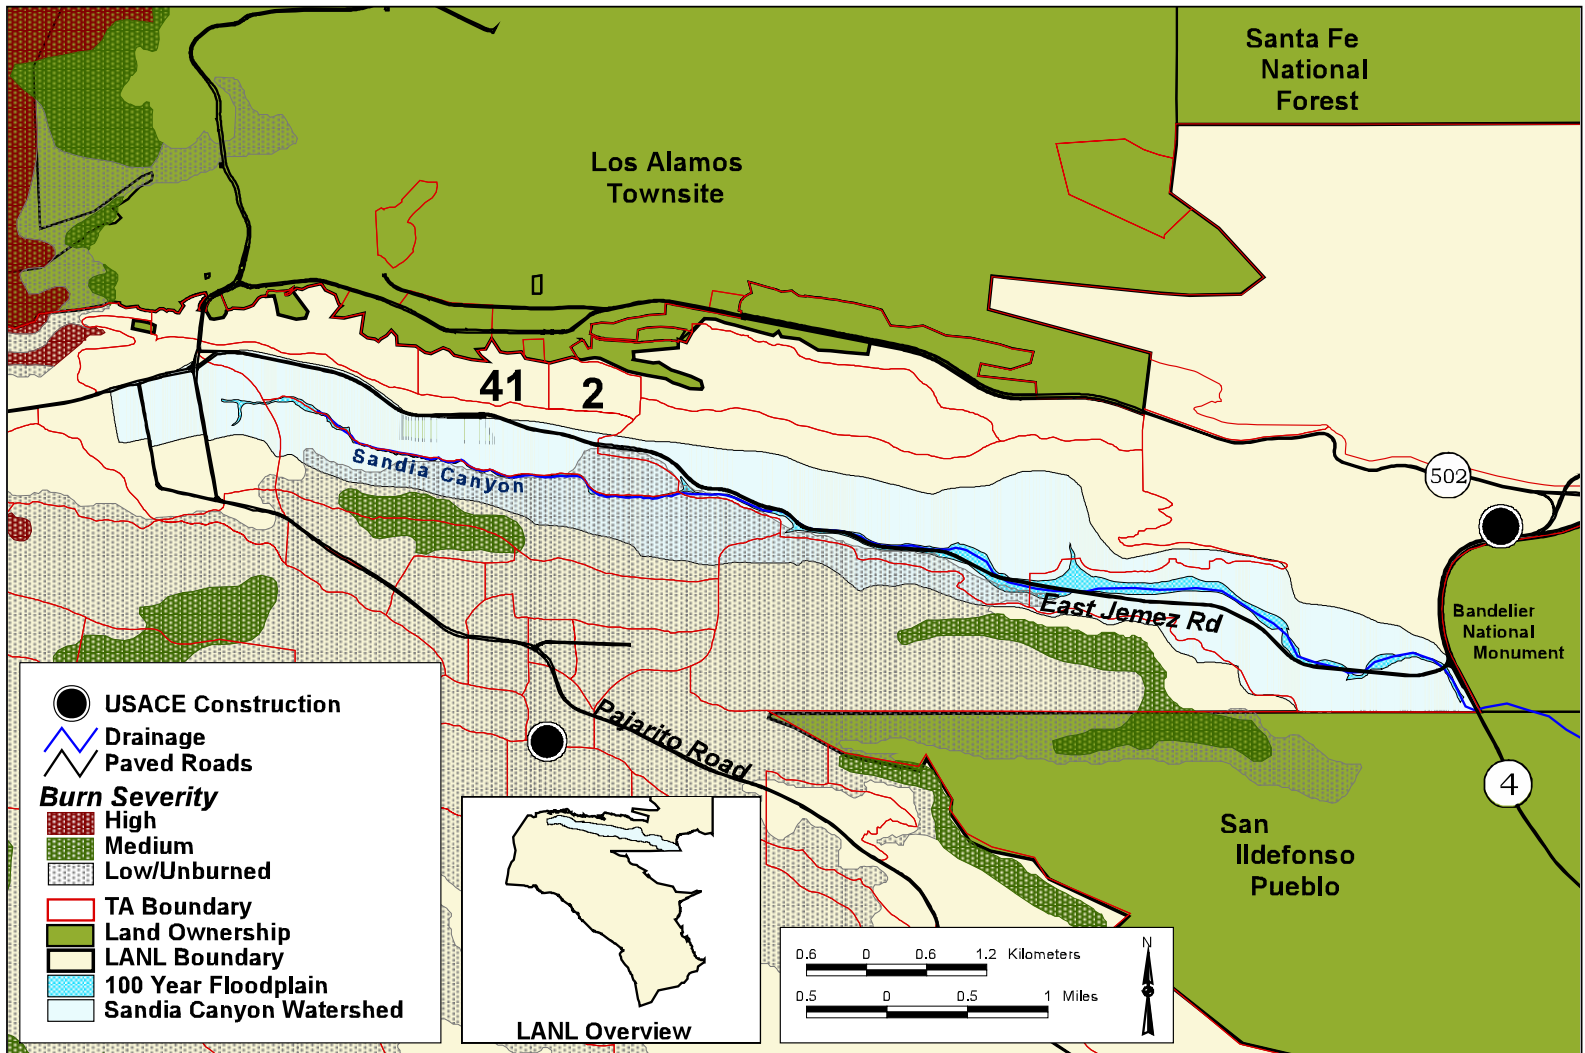 Santa Fe
National
Forest
Los Alamos
Townsite
41
2
Sandia Canyon
502
East Jemez Rd
Bandelier
National
Monument
Pajarito Road
4
San
Ildefonso
Pueblo
USACE Construction
Drainage
Paved Roads
Burn Severity
High
Medium
Low/Unburned
TA Boundary
Land Ownership
LANL Boundary
100 Year Floodplain
Sandia Canyon Watershed
LANL Overview
0.6 0 0.6 1.2 Kilometers
0.5 0 0.5 1 Miles
N